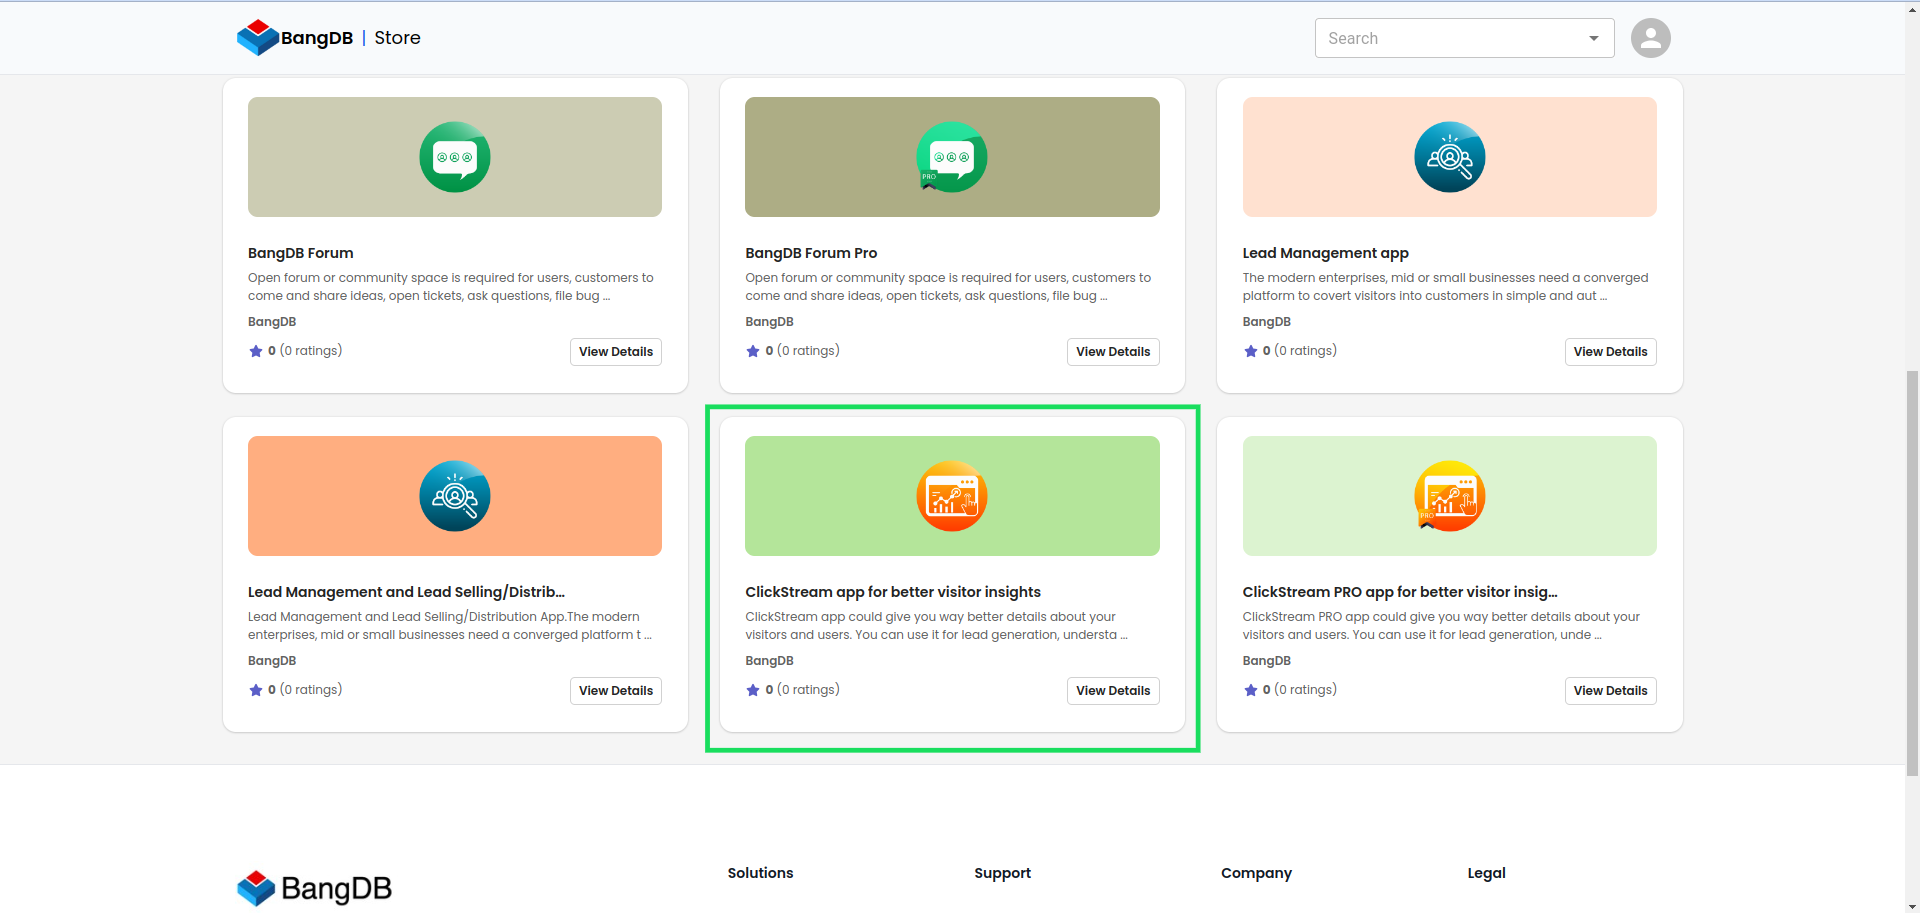 BangDB | Store
Search
PRO
BangDB Forum
Open forum or community space is required for users, customers to
come and share ideas, open tickets, ask questions, file bug ...
BangDB
0 (0 ratings)
View Details
BangDB Forum Pro
Open forum or community space is required for users, customers to
come and share ideas, open tickets, ask questions, file bug ...
BangDB
0 (0 ratings)
View Details
Lead Management app
The modern enterprises, mid or small businesses need a converged
platform to covert visitors into customers in simple and aut ...
BangDB
0 (0 ratings)
View Details
Lead Management and Lead Selling/Distrib...
Lead Management and Lead Selling/Distribution App.The modern
enterprises, mid or small businesses need a converged platform t ...
BangDB
0 (0 ratings)
View Details
ClickStream app for better visitor insights
ClickStream app could give you way better details about your
visitors and users. You can use it for lead generation, understa ...
BangDB
0 (0 ratings)
View Details
PRO
ClickStream PRO app for better visitor insig...
ClickStream PRO app could give you way better details about your
visitors and users. You can use it for lead generation, unde ...
BangDB
0 (0 ratings)
View Details
BangDB
Solutions
Support
Company
Legal